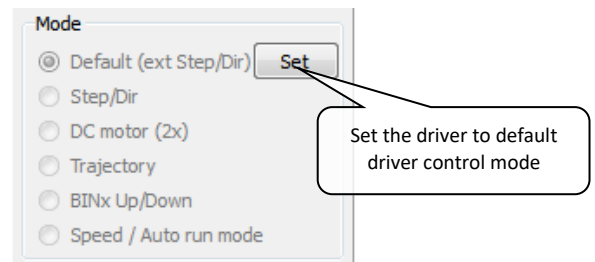 Mode
Default (ext Step/Dir) Set
Step/Dir
DC motor (2x)
Trajectory
BINx Up/Down
Speed / Auto run mode
Set the driver to default
driver control mode